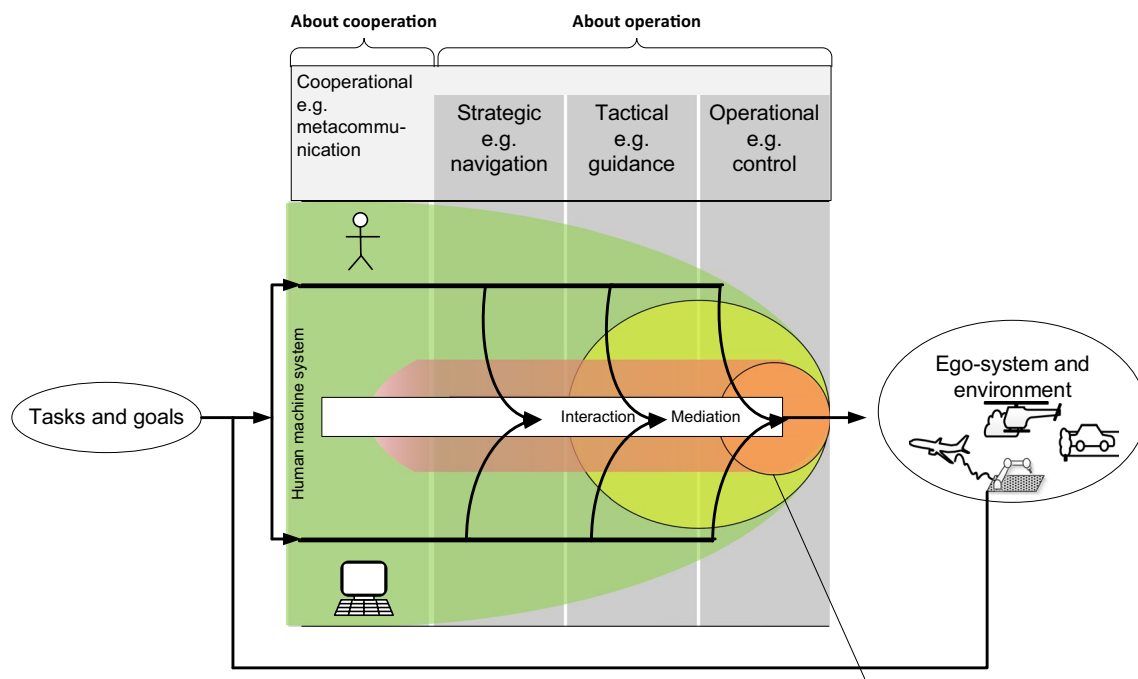 About cooperation
About operation
Cooperational
e.g.
metacommu-
nication
Strategic
e.g.
navigation
Tactical
e.g.
guidance
Operational
e.g.
control
Human machine system
Tasks and goals
Interaction
Mediation
Ego-system and
environment